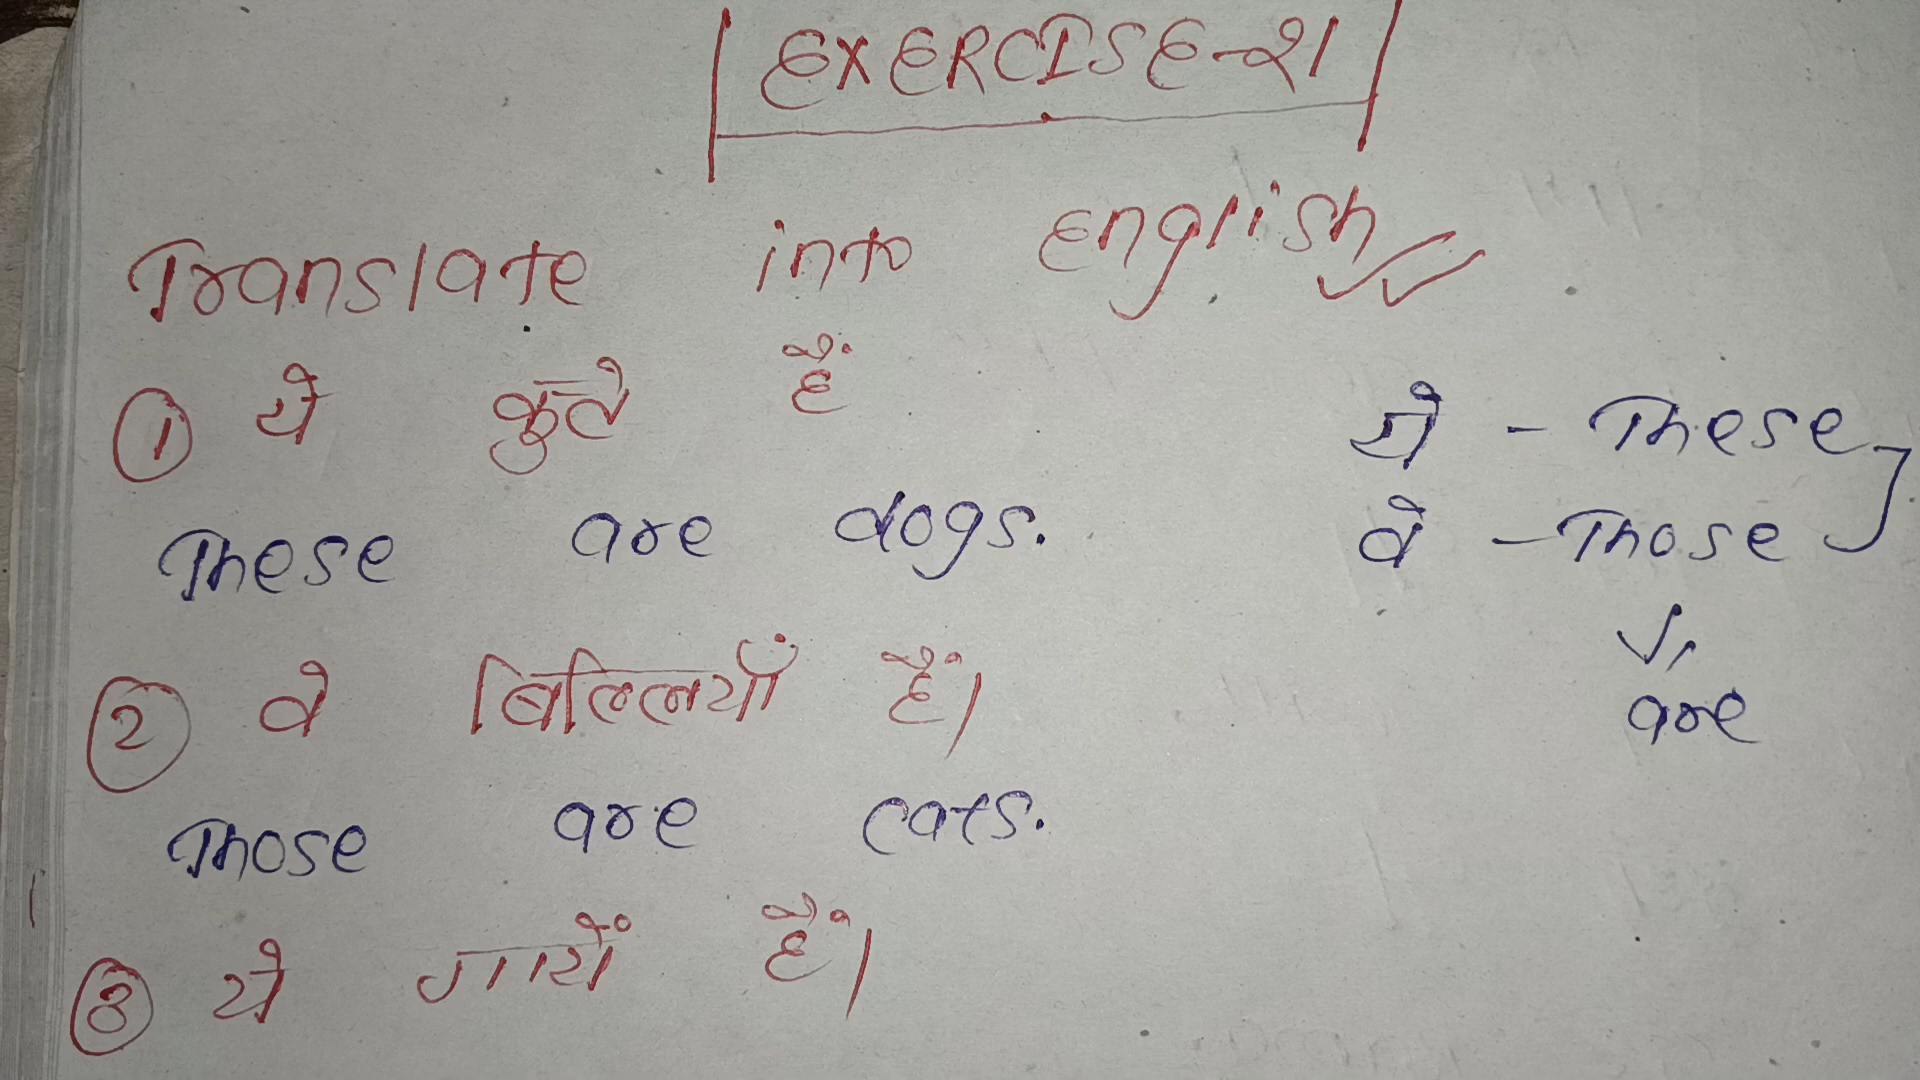 EXERCISE-21
Translate into English
① ये कुत्ते हैं
ये - These
These are dogs.
वे - Those
② वे बिल्लियाँ हैं।
are
Those are cats.
③ ये गायें हैं।